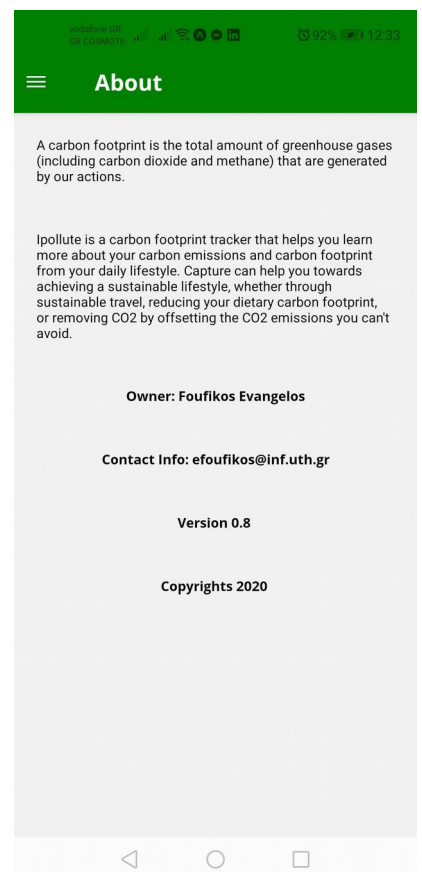 vodafone GR
GR COSMOTE
92% 12:33
About
A carbon footprint is the total amount of greenhouse gases
(including carbon dioxide and methane) that are generated
by our actions.
Ipollute is a carbon footprint tracker that helps you learn
more about your carbon emissions and carbon footprint
from your daily lifestyle. Capture can help you towards
achieving a sustainable lifestyle, whether through
sustainable travel, reducing your dietary carbon footprint,
or removing CO2 by offsetting the CO2 emissions you can't
avoid.
Owner: Foufikos Evangelos
Contact Info: efoufikos@inf.uth.gr
Version 0.8
Copyrights 2020